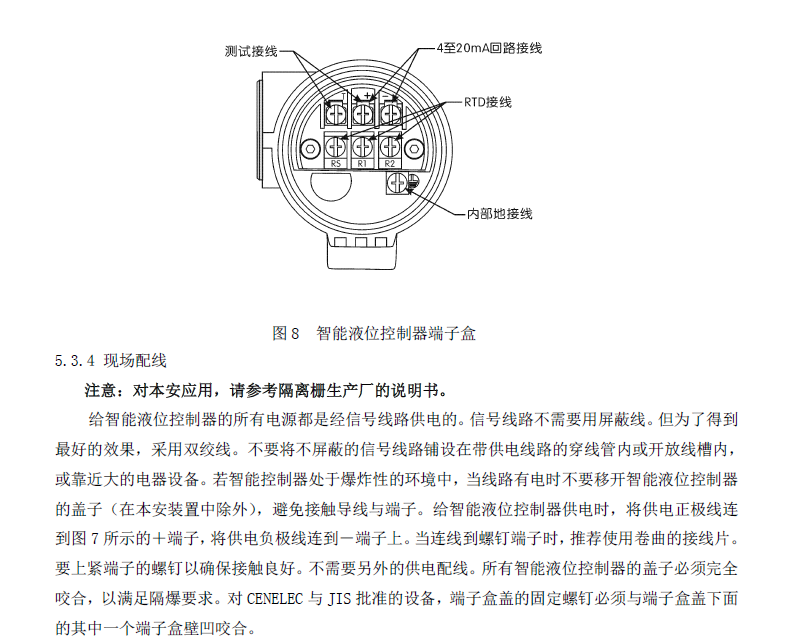 测试接线
4至20mA回路接线
T + −
RTD接线
RS R1 R2
内部地接线
图 8 智能液位控制器端子盒
5.3.4 现场配线
注意：对本安应用，请参考隔离栅生产厂的说明书。
给智能液位控制器的所有电源都是经信号线路供电的。信号线路不需要用屏蔽线。但为了得到
最好的效果，采用双绞线。不要将不屏蔽的信号线路铺设在带供电线路的穿线管内或开放线槽内，
或靠近大的电器设备。若智能控制器处于爆炸性的环境中，当线路有电时不要移开智能液位控制器
的盖子（在本安装置中除外），避免接触导线与端子。给智能液位控制器供电时，将供电正极线连
到图 7 所示的＋端子，将供电负极线连到－端子上。当连线到螺钉端子时，推荐使用卷曲的接线片。
要上紧端子的螺钉以确保接触良好。不需要另外的供电配线。所有智能液位控制器的盖子必须完全
咬合，以满足隔爆要求。对 CENELEC 与 JIS 批准的设备，端子盒盖的固定螺钉必须与端子盒盖下面
的其中一个端子盒壁凹咬合。